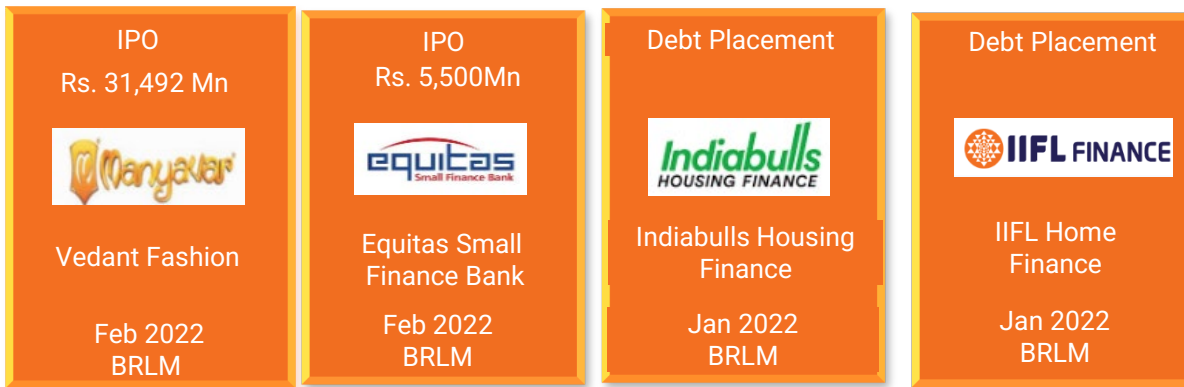 IPO
Rs. 31,492 Mn
Manyavar
Vedant Fashion
Feb 2022
BRLM
IPO
Rs. 5,500Mn
equitas
Small Finance Bank
Equitas Small
Finance Bank
Feb 2022
BRLM
Debt Placement
Indiabulls
HOUSING FINANCE
Indiabulls Housing
Finance
Jan 2022
BRLM
Debt Placement
IIFL FINANCE
IIFL Home
Finance
Jan 2022
BRLM